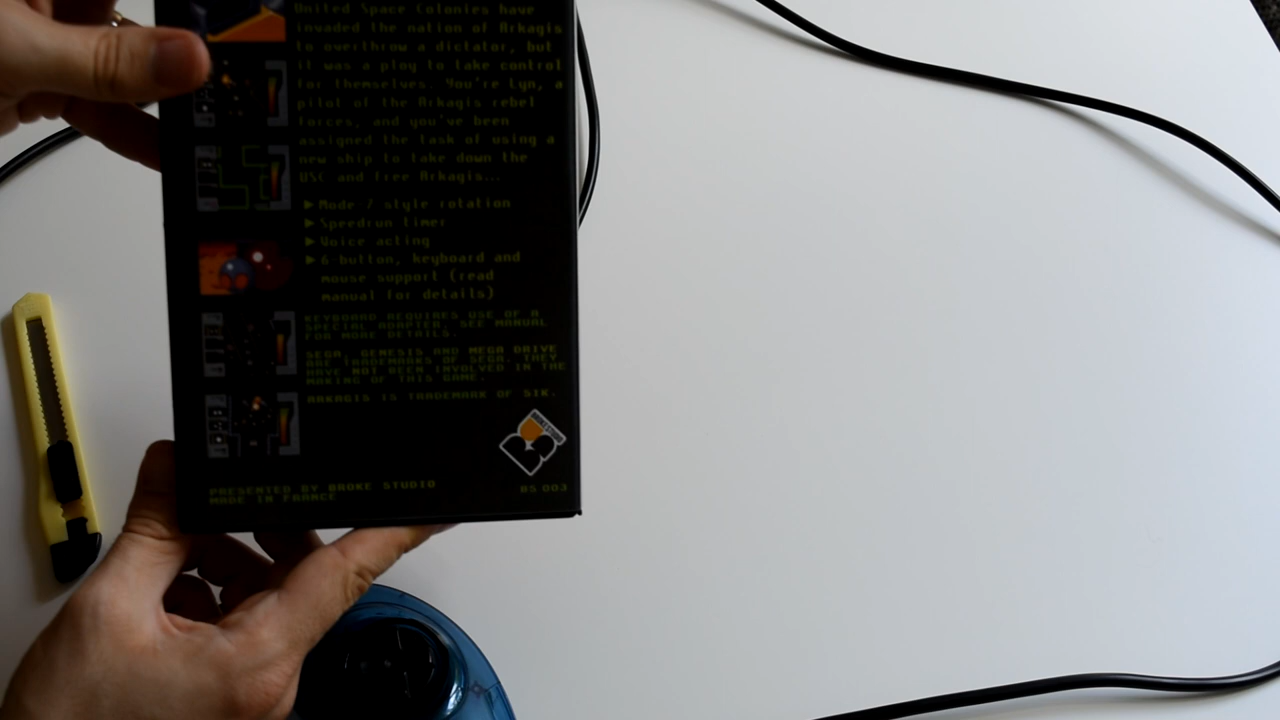 United Space Colonies have
invaded the nation of Arkagis
to overthrow a dictator, but
it was a ploy to take control
for themselves. You're Lyn, a
pilot of the Arkagis rebel
forces, and you've been
assigned the task of using a
new ship to take down the
USC and free Arkagis...
▶ Mode 7 style rotation
▶ Speedrun timer
▶ Voice acting
▶ 6-button, keyboard and
mouse support (read
manual for details)
KEYBOARD REQUIRES USE OF A
SPECIAL ADAPTER. SEE MANUAL
FOR MORE DETAILS.
SEGA, GENESIS AND MEGA DRIVE
ARE TRADEMARKS OF SEGA. THEY
HAVE NOT BEEN INVOLVED IN THE
MAKING OF THIS GAME.
ARKAGIS IS TRADEMARK OF SIK.
BROKESTUDIO
PRESENTED BY BROKE STUDIO
MADE IN FRANCE
BS 003